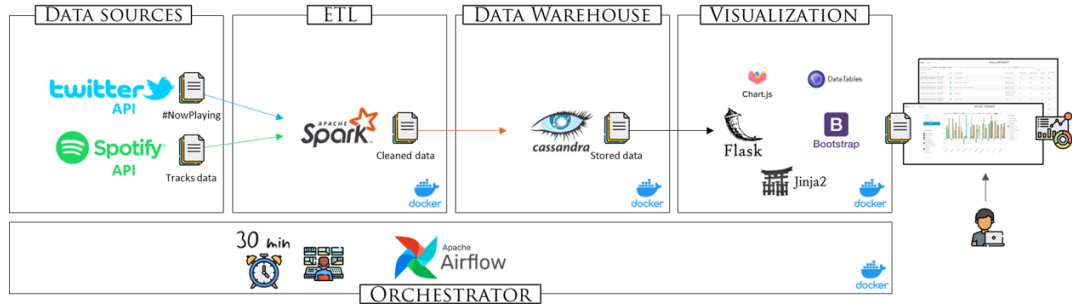 DATA SOURCES
twitter
API
#NowPlaying
Spotify
API
Tracks data
ETL
APACHE
Spark
Cleaned data
docker
DATA WAREHOUSE
cassandra
Stored data
docker
VISUALIZATION
Chart.js
DataTables
Flask
B
Bootstrap
Jinja2
docker
30 min
Apache
Airflow
docker
ORCHESTRATOR